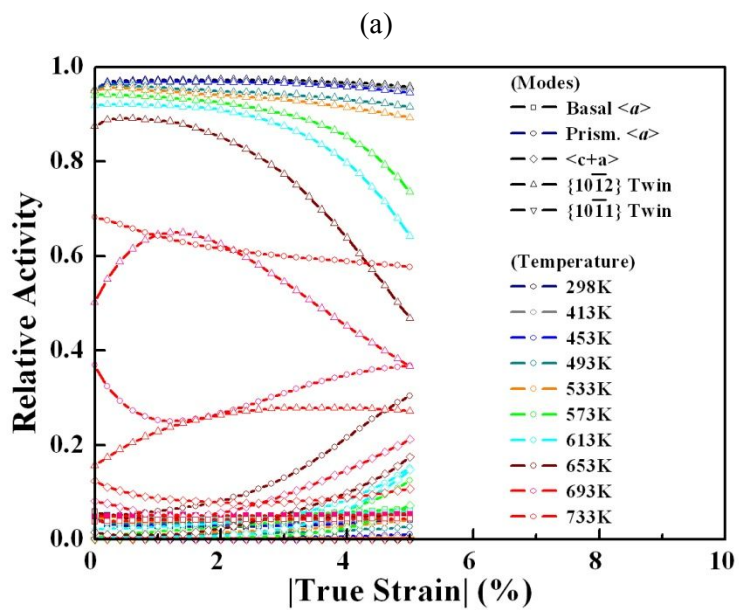 (a)
1.0
0.8
0.6
0.4
0.2
0.0
Relative Activity
0
2
4
6
8
10
|True Strain| (%)
(Modes)
Basal <a>
Prism. <a>
<c+a>
{101̅2} Twin
{101̅1} Twin
(Temperature)
298K
413K
453K
493K
533K
573K
613K
653K
693K
733K